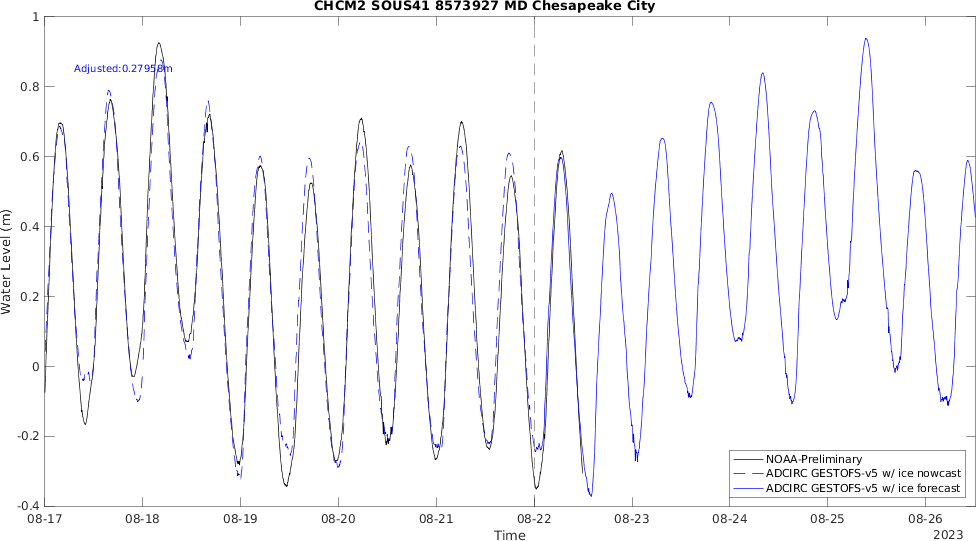 CHCM2 SOUS41 8573927 MD Chesapeake City
Adjusted:0.27958m
Water Level (m)
1
0.8
0.6
0.4
0.2
0
-0.2
-0.4
08-17 08-18 08-19 08-20 08-21 08-22 08-23 08-24 08-25 08-26
Time
2023
NOAA-Preliminary
ADCIRC GESTOFS-v5 w/ ice nowcast
ADCIRC GESTOFS-v5 w/ ice forecast